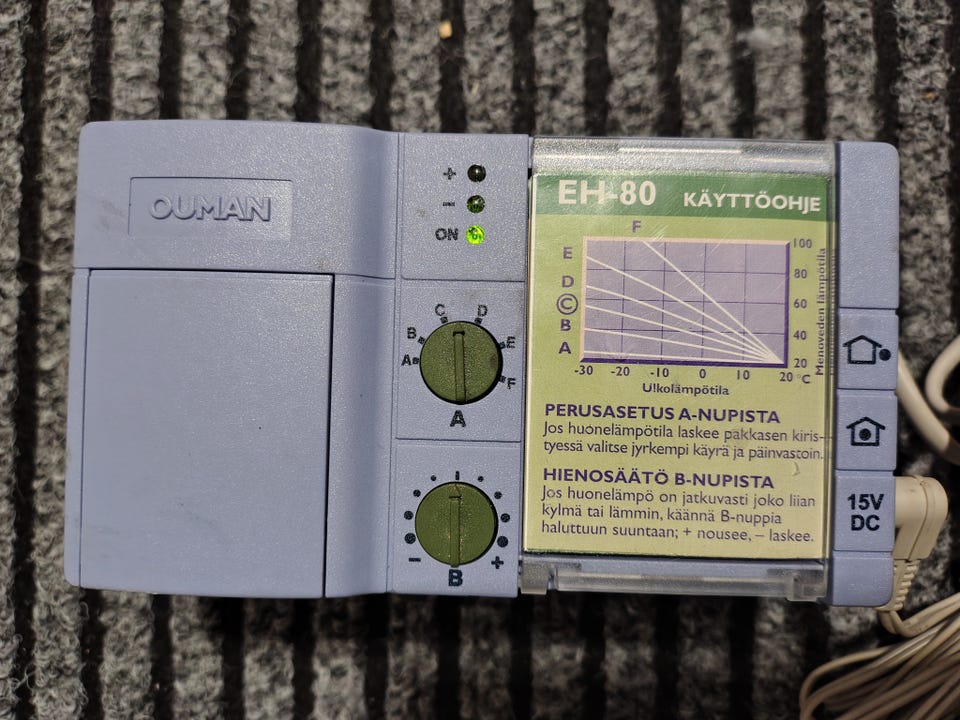 OUMAN
+
–
ON
C D
B E
A F
A
– +
B
EH-80 KÄYTTÖOHJE
F
E
D
C
B
A
100
80
60
40
20
-30 -20 -10 0 10 20 °C
Ulkolämpötila
Menoveden lämpötila
PERUSASETUS A-NUPISTA
Jos huonelämpötila laskee pakkasen kiris-
tyessä valitse jyrkempi käyrä ja päinvastoin.
HIENOSÄÄTÖ B-NUPISTA
Jos huonelämpö on jatkuvasti joko liian
kylmä tai lämmin, käännä B-nuppia
haluttuun suuntaan; + nousee, – laskee.
15V
DC